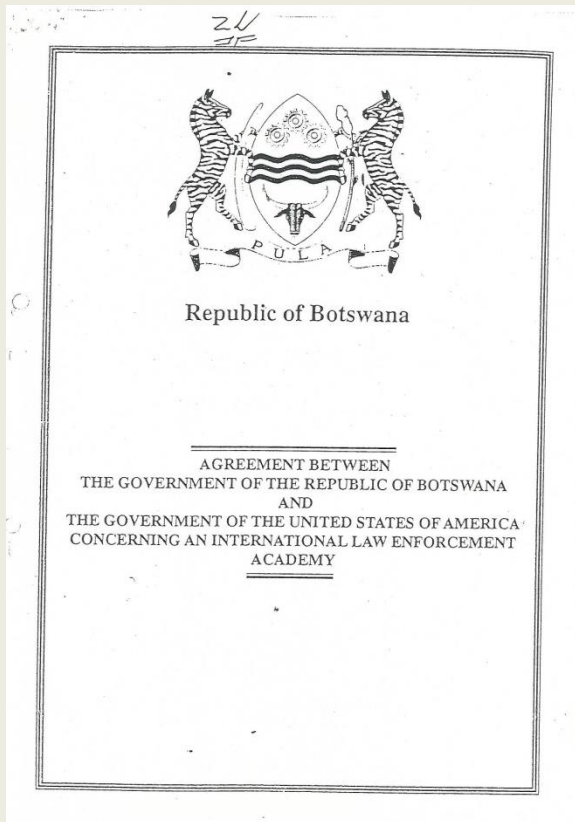 PULA
Republic of Botswana
AGREEMENT BETWEEN
THE GOVERNMENT OF THE REPUBLIC OF BOTSWANA
AND
THE GOVERNMENT OF THE UNITED STATES OF AMERICA
CONCERNING AN INTERNATIONAL LAW ENFORCEMENT
ACADEMY